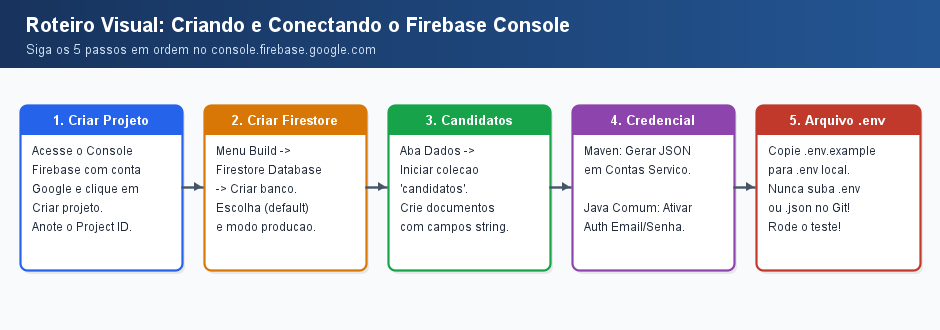 Roteiro Visual: Criando e Conectando o Firebase Console
Siga os 5 passos em ordem no console.firebase.google.com
1. Criar Projeto
Acesse o Console
Firebase com conta
Google e clique em
Criar projeto.
Anote o Project ID.
2. Criar Firestore
Menu Build ->
Firestore Database
-> Criar banco.
Escolha (default)
e modo producao.
3. Candidatos
Aba Dados ->
Iniciar colecao
'candidatos'.
Crie documentos
com campos string.
4. Credencial
Maven: Gerar JSON
em Contas Servico.
Java Comum: Ativar
Auth Email/Senha.
5. Arquivo .env
Copie .env.example
para .env local.
Nunca suba .env
ou .json no Git!
Rode o teste!